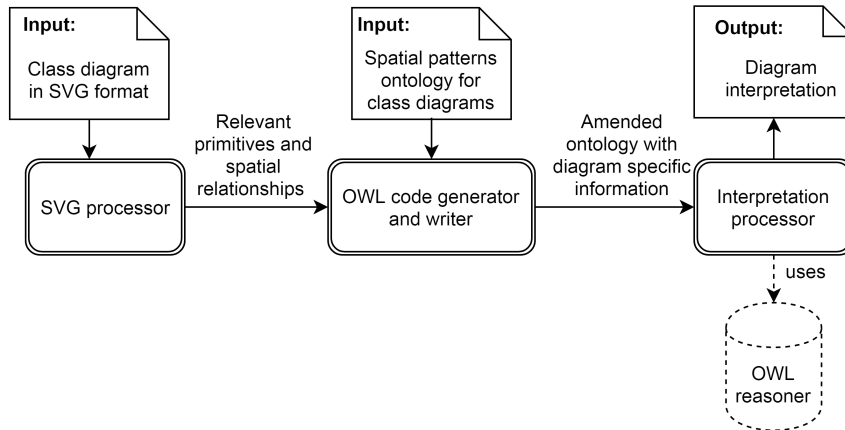 Input:
Class diagram
in SVG format
Input:
Spatial patterns
ontology for
class diagrams
Output:
Diagram
interpretation
Relevant
primitives and
spatial
relationships
Amended
ontology with
diagram specific
information
SVG processor
OWL code generator
and writer
Interpretation
processor
uses
OWL
reasoner